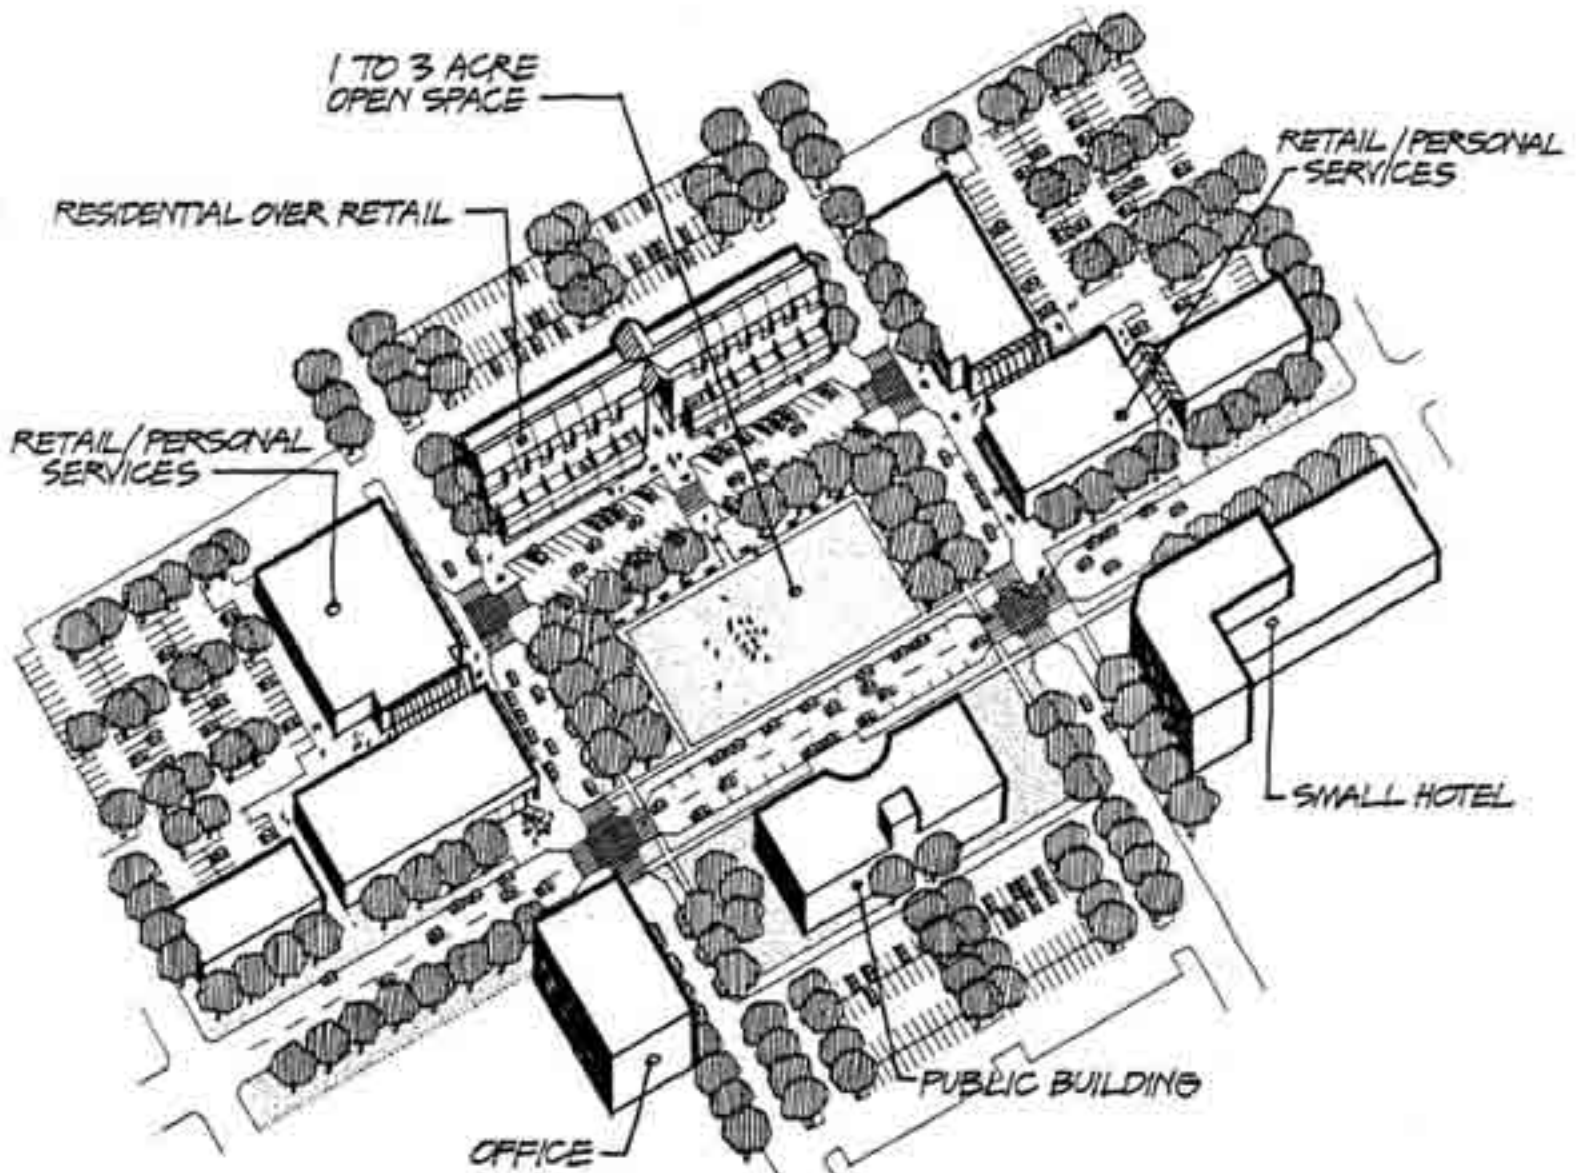 1 TO 3 ACRE
OPEN SPACE
RETAIL/PERSONAL
SERVICES
RESIDENTIAL OVER RETAIL
RETAIL/PERSONAL
SERVICES
SMALL HOTEL
PUBLIC BUILDING
OFFICE